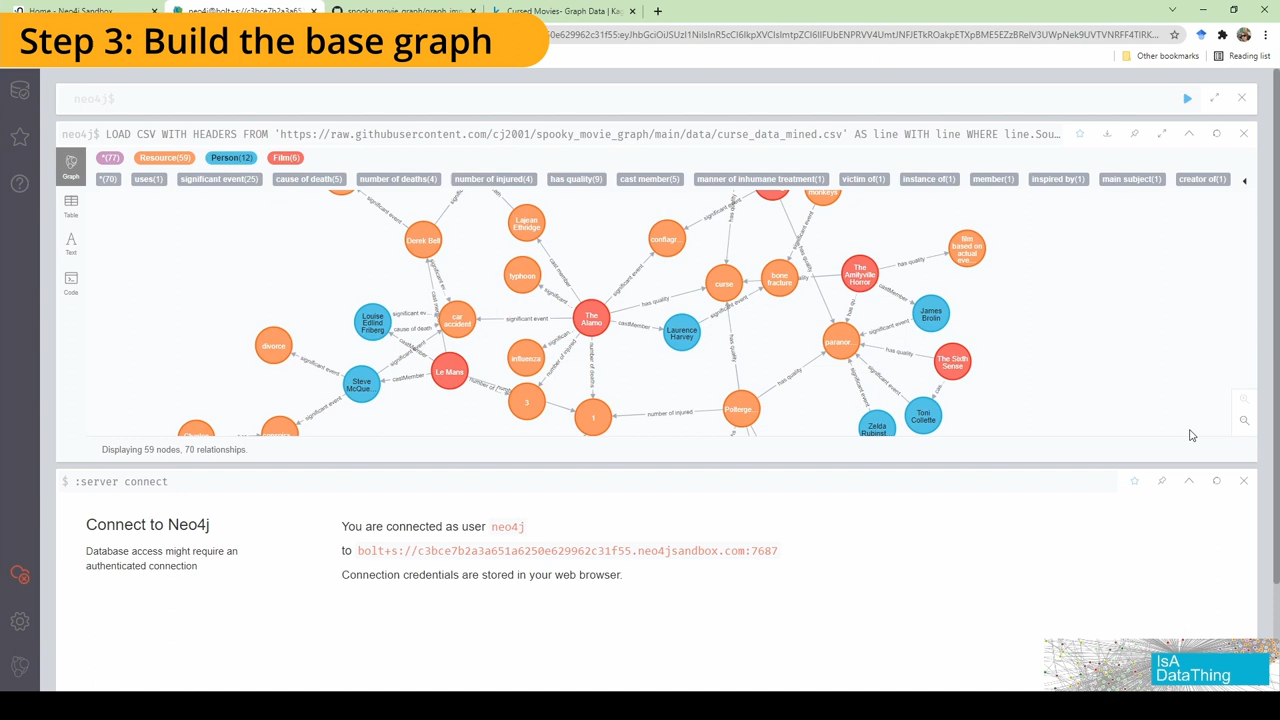 Home - Neo4j Sandbox
neo4j@bolt+s://c3bce7b2a3a65
spooky_movie_graph/graph_im
Cursed Movies- Graph Data | Kag
Step 3: Build the base graph
Other bookmarks
Reading list
neo4j$
neo4j$ LOAD CSV WITH HEADERS FROM 'https://raw.githubusercontent.com/cj2001/spooky_movie_graph/main/data/curse_data_mined.csv' AS line WITH line WHERE line.Sou…
*(77) Resource(59) Person(12) Film(6)
*(70) uses(1) significant event(25) cause of death(5) number of deaths(4) number of injured(4) has quality(9) cast member(5) manner of inhumane treatment(1) victim of(1) instance of(1) member(1) inspired by(1) main subject(1) creator of(1)
Graph
Table
Text
Code
monkeys
Lajean Ethridge
Derek Bell
conflagr…
film based on actual eve…
typhoon
curse
bone fracture
The Amityville Horror
Louise Edlind Friberg
car accident
The Alamo
James Brolin
Laurence Harvey
divorce
influenza
paranor…
The Sixth Sense
Steve McQue…
Le Mans
3
1
Polterge…
Toni Collette
Zelda Rubinst…
significant event
cast member
has quality
castMember
cause of death
number of injured
number of deaths
Displaying 59 nodes, 70 relationships.
$ :server connect
Connect to Neo4j
Database access might require an
authenticated connection
You are connected as user neo4j
to bolt+s://c3bce7b2a3a651a6250e629962c31f55.neo4jsandbox.com:7687
Connection credentials are stored in your web browser.
IsA
DataThing